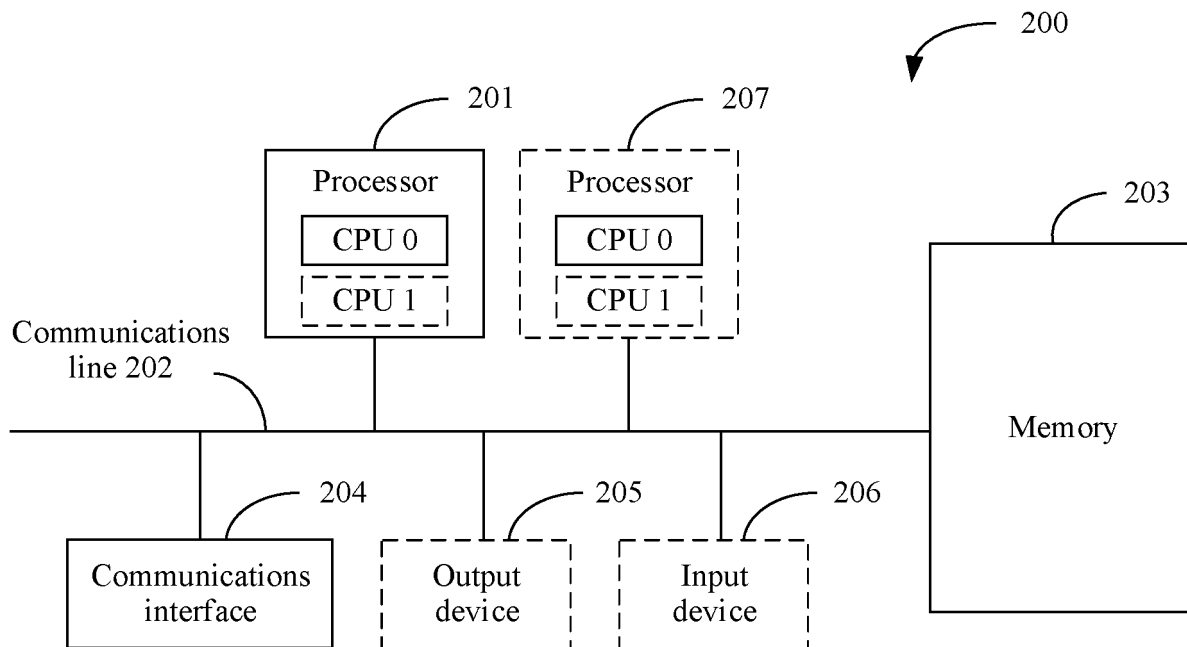 200
201
207
Processor
Processor
203
CPU 0
CPU 0
CPU 1
CPU 1
Communications
line 202
Memory
204
205
206
Communications
interface
Output
device
Input
device